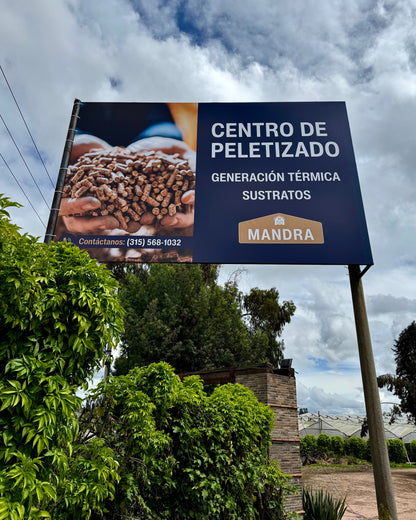 CENTRO DE
PELETIZADO
GENERACIÓN TÉRMICA
SUSTRATOS
MANDRA
Contáctanos: (315) 568-1032